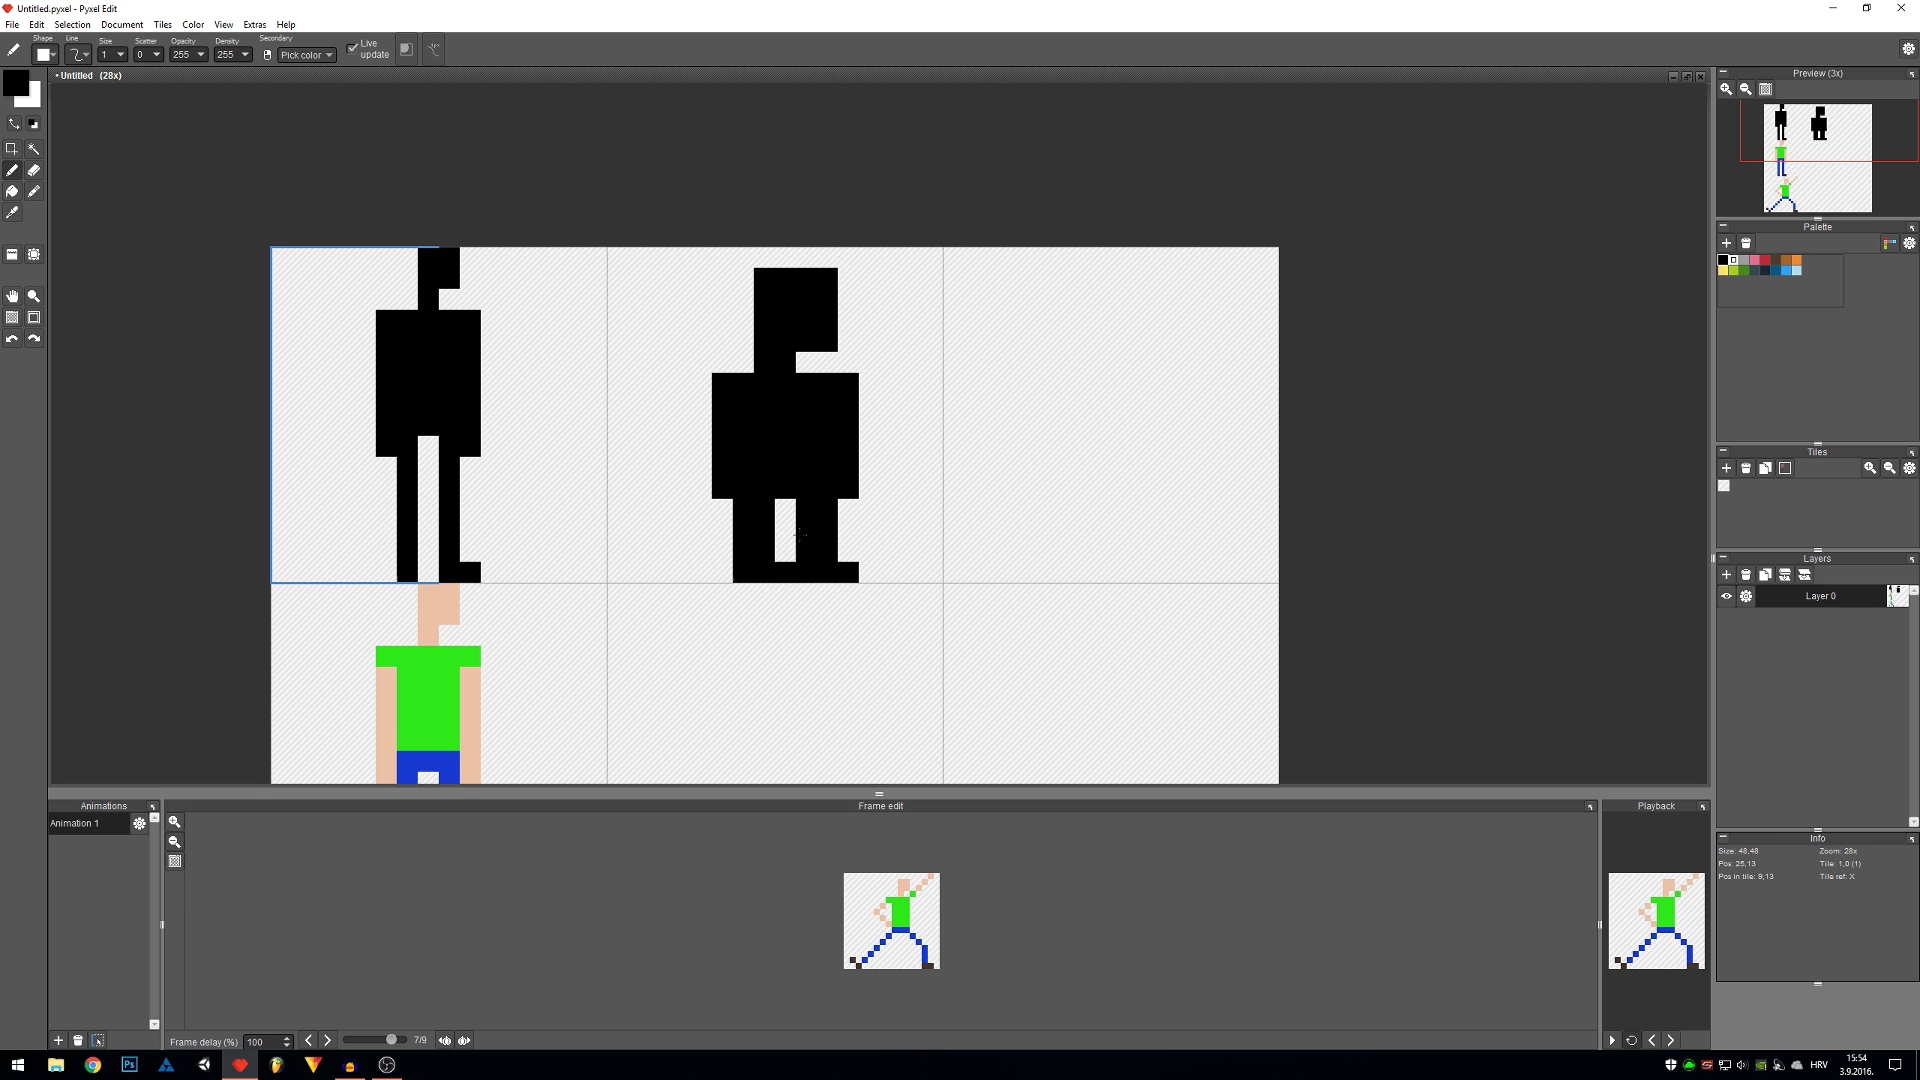 Untitled.pyxel - Pyxel Edit
File Edit Selection Document Tiles Color View Extras Help
Shape Line Size Scatter Opacity Density Secondary
1 0 255 255 Pick color Live update
• Untitled (28x)
Preview (3x)
Palette
Tiles
Layers
Layer 0
Animations Frame edit Playback
Animation 1
Info
Size: 48,48 Zoom: 28x
Pos: 25,13 Tile: 1,0 (1)
Pos in tile: 9,13 Tile ref: X
Frame delay (%) 100 7/9
Ps
HRV 15:54
3.9.2016.